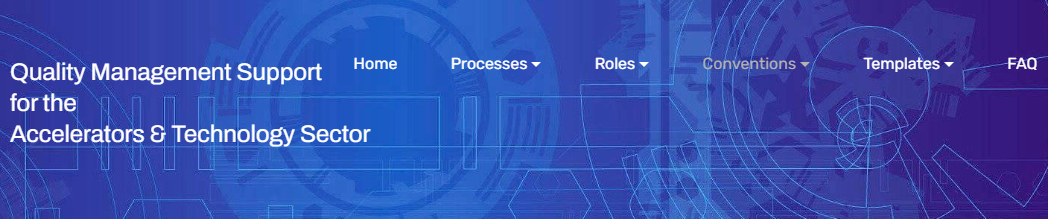 Home Processes Roles Conventions Templates FAQ
Quality Management Support
for the
Accelerators & Technology Sector